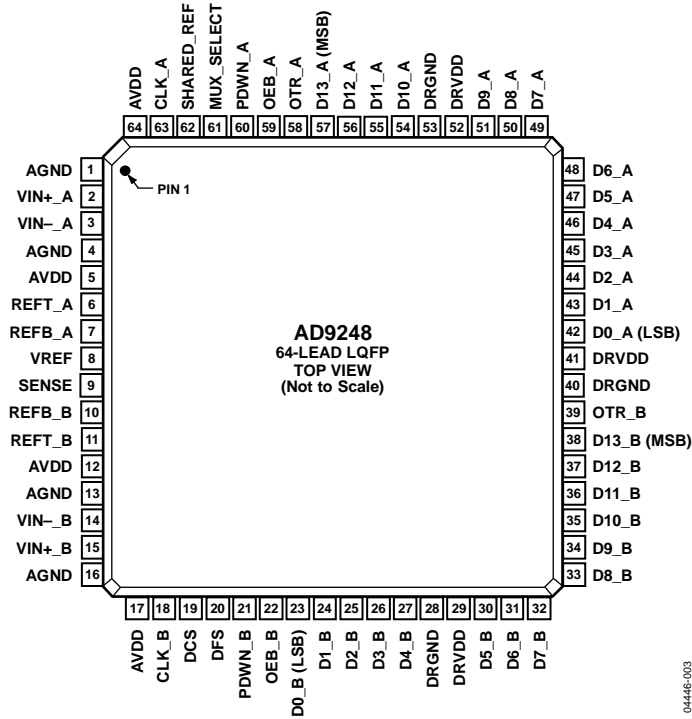 AVDD
CLK_A
SHARED_REF
MUX_SELECT
PDWN_A
OEB_A
OTR_A
D13_A (MSB)
D12_A
D11_A
D10_A
DRGND
DRVDD
D9_A
D8_A
D7_A
64 63 62 61 60 59 58 57 56 55 54 53 52 51 50 49
AGND 1
VIN+_A 2
VIN–_A 3
AGND 4
AVDD 5
REFT_A 6
REFB_A 7
VREF 8
SENSE 9
REFB_B 10
REFT_B 11
AVDD 12
AGND 13
VIN–_B 14
VIN+_B 15
AGND 16
PIN 1
AD9248
64-LEAD LQFP
TOP VIEW
(Not to Scale)
48 D6_A
47 D5_A
46 D4_A
45 D3_A
44 D2_A
43 D1_A
42 D0_A (LSB)
41 DRVDD
40 DRGND
39 OTR_B
38 D13_B (MSB)
37 D12_B
36 D11_B
35 D10_B
34 D9_B
33 D8_B
17 18 19 20 21 22 23 24 25 26 27 28 29 30 31 32
AVDD
CLK_B
DCS
DFS
PDWN_B
OEB_B
D0_B (LSB)
D1_B
D2_B
D3_B
D4_B
DRGND
DRVDD
D5_B
D6_B
D7_B
04446-003